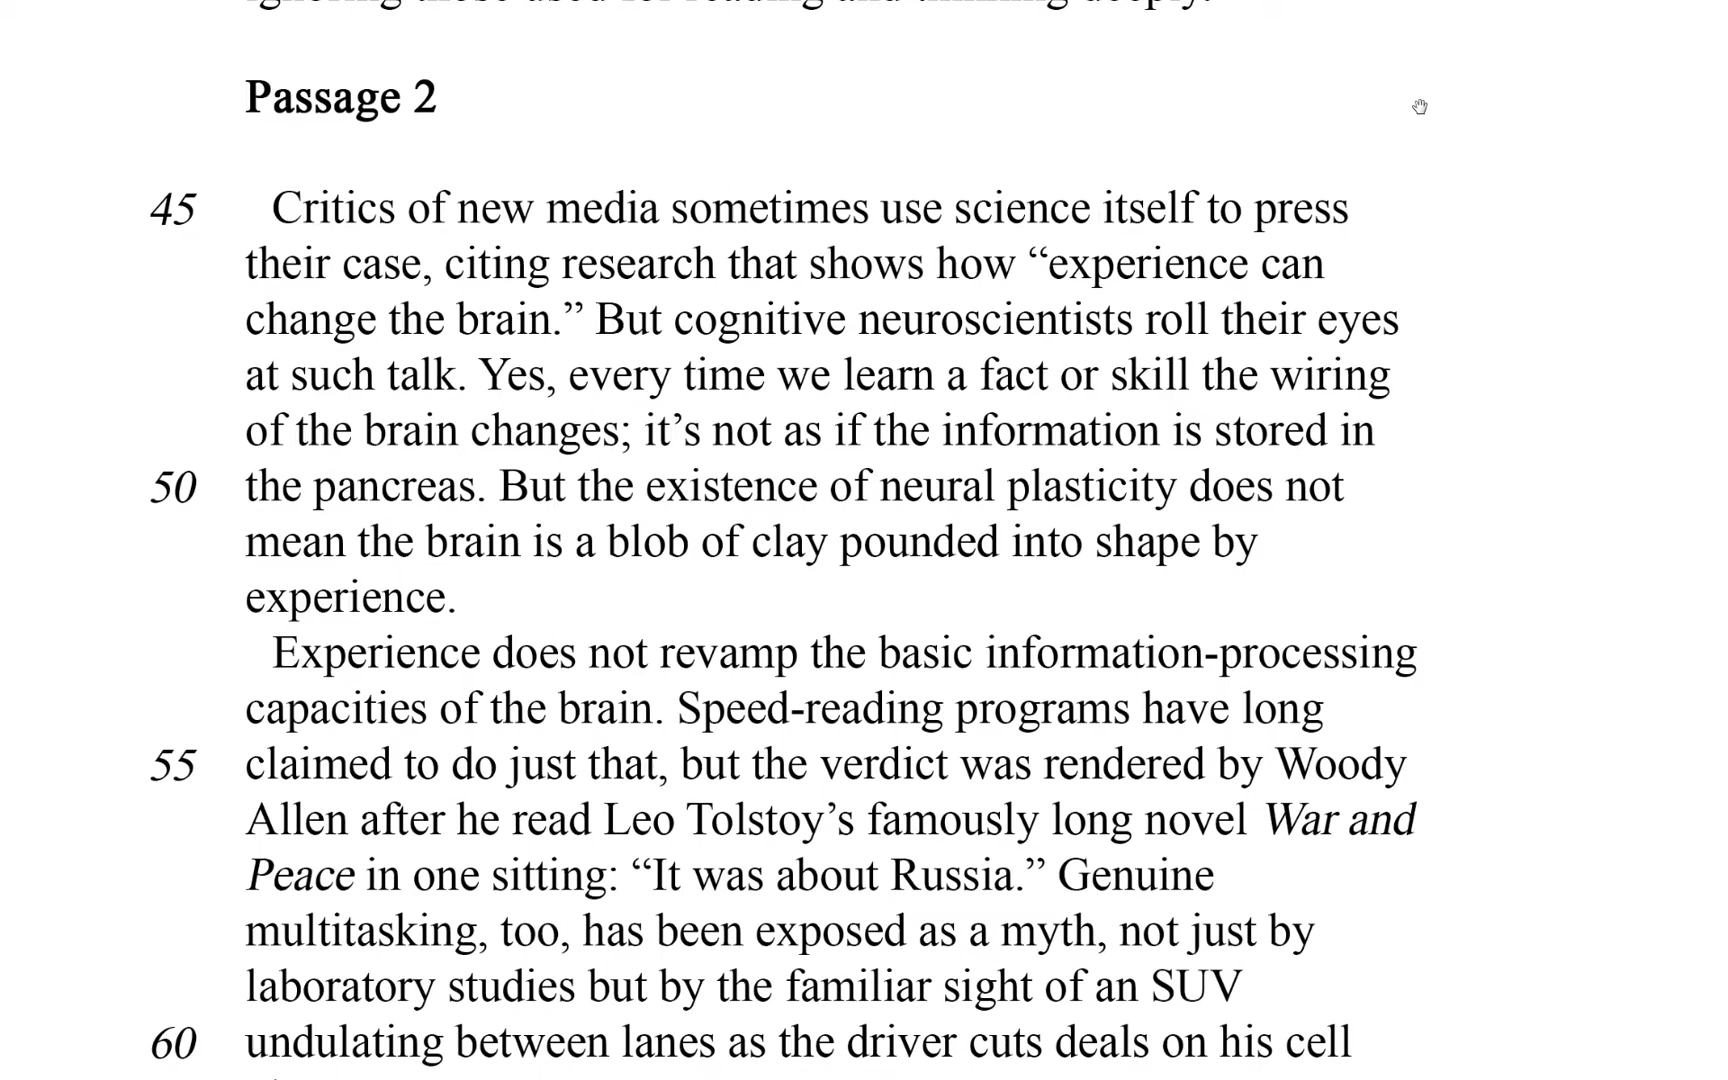 ignoring those used for reading and thinking deeply.
Passage 2
45 Critics of new media sometimes use science itself to press
their case, citing research that shows how “experience can
change the brain.” But cognitive neuroscientists roll their eyes
at such talk. Yes, every time we learn a fact or skill the wiring
of the brain changes; it’s not as if the information is stored in
50 the pancreas. But the existence of neural plasticity does not
mean the brain is a blob of clay pounded into shape by
experience.
Experience does not revamp the basic information-processing
capacities of the brain. Speed-reading programs have long
55 claimed to do just that, but the verdict was rendered by Woody
Allen after he read Leo Tolstoy’s famously long novel War and
Peace in one sitting: “It was about Russia.” Genuine
multitasking, too, has been exposed as a myth, not just by
laboratory studies but by the familiar sight of an SUV
60 undulating between lanes as the driver cuts deals on his cell